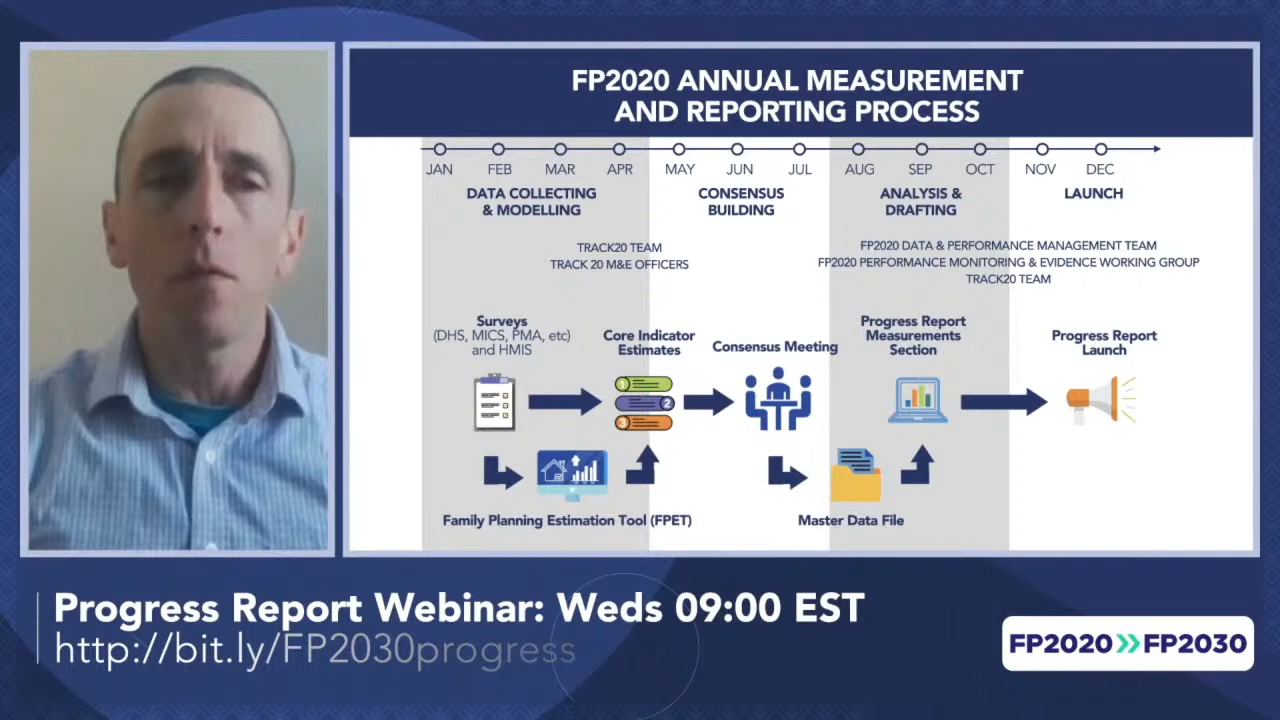 FP2020 ANNUAL MEASUREMENT
AND REPORTING PROCESS
JAN FEB MAR APR MAY JUN JUL AUG SEP OCT NOV DEC
DATA COLLECTING
& MODELLING
CONSENSUS
BUILDING
ANALYSIS &
DRAFTING
LAUNCH
TRACK20 TEAM
TRACK 20 M&E OFFICERS
FP2020 DATA & PERFORMANCE MANAGEMENT TEAM
FP2020 PERFORMANCE MONITORING & EVIDENCE WORKING GROUP
TRACK20 TEAM
Surveys
(DHS, MICS, PMA, etc)
and HMIS
Core Indicator
Estimates
Consensus Meeting
Progress Report
Measurements
Section
Progress Report
Launch
1
2
3
Family Planning Estimation Tool (FPET)
Master Data File
Progress Report Webinar: Weds 09:00 EST
http://bit.ly/FP2030progress
FP2020>>FP2030